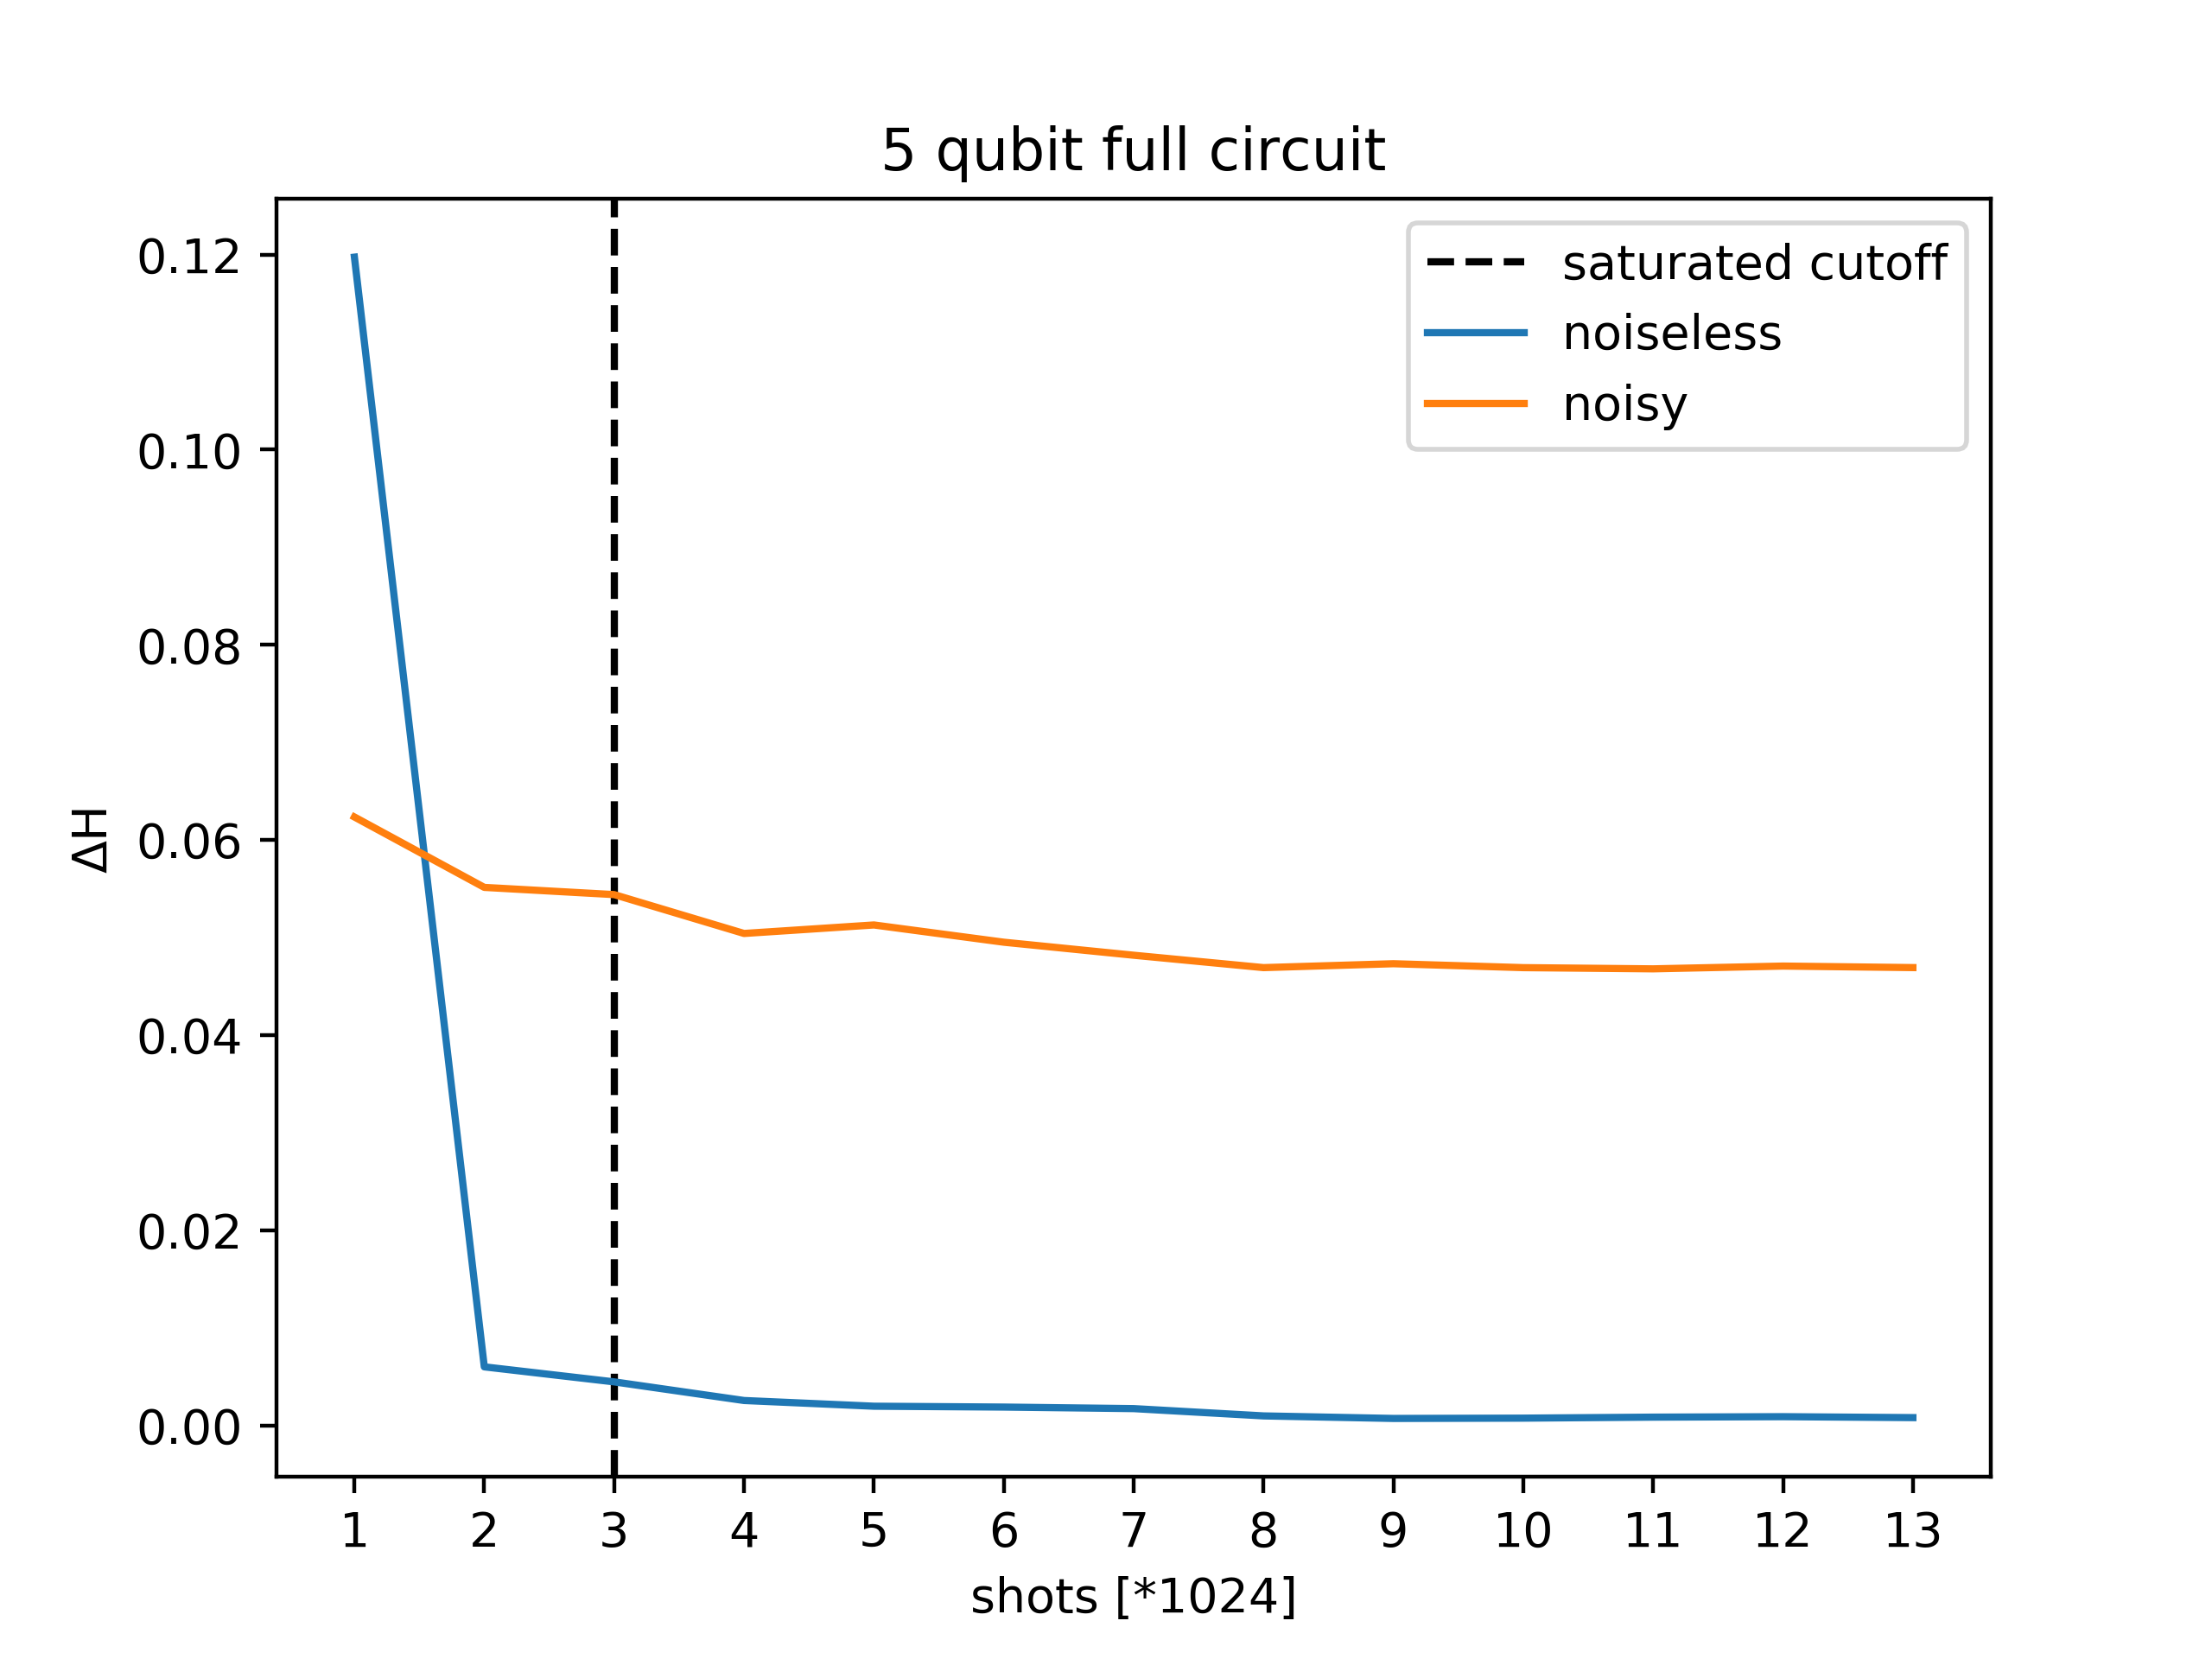 5 qubit full circuit
saturated cutoff
noiseless
noisy
0.12
0.10
0.08
0.06
0.04
0.02
0.00
ΔH
1 2 3 4 5 6 7 8 9 10 11 12 13
shots [*1024]